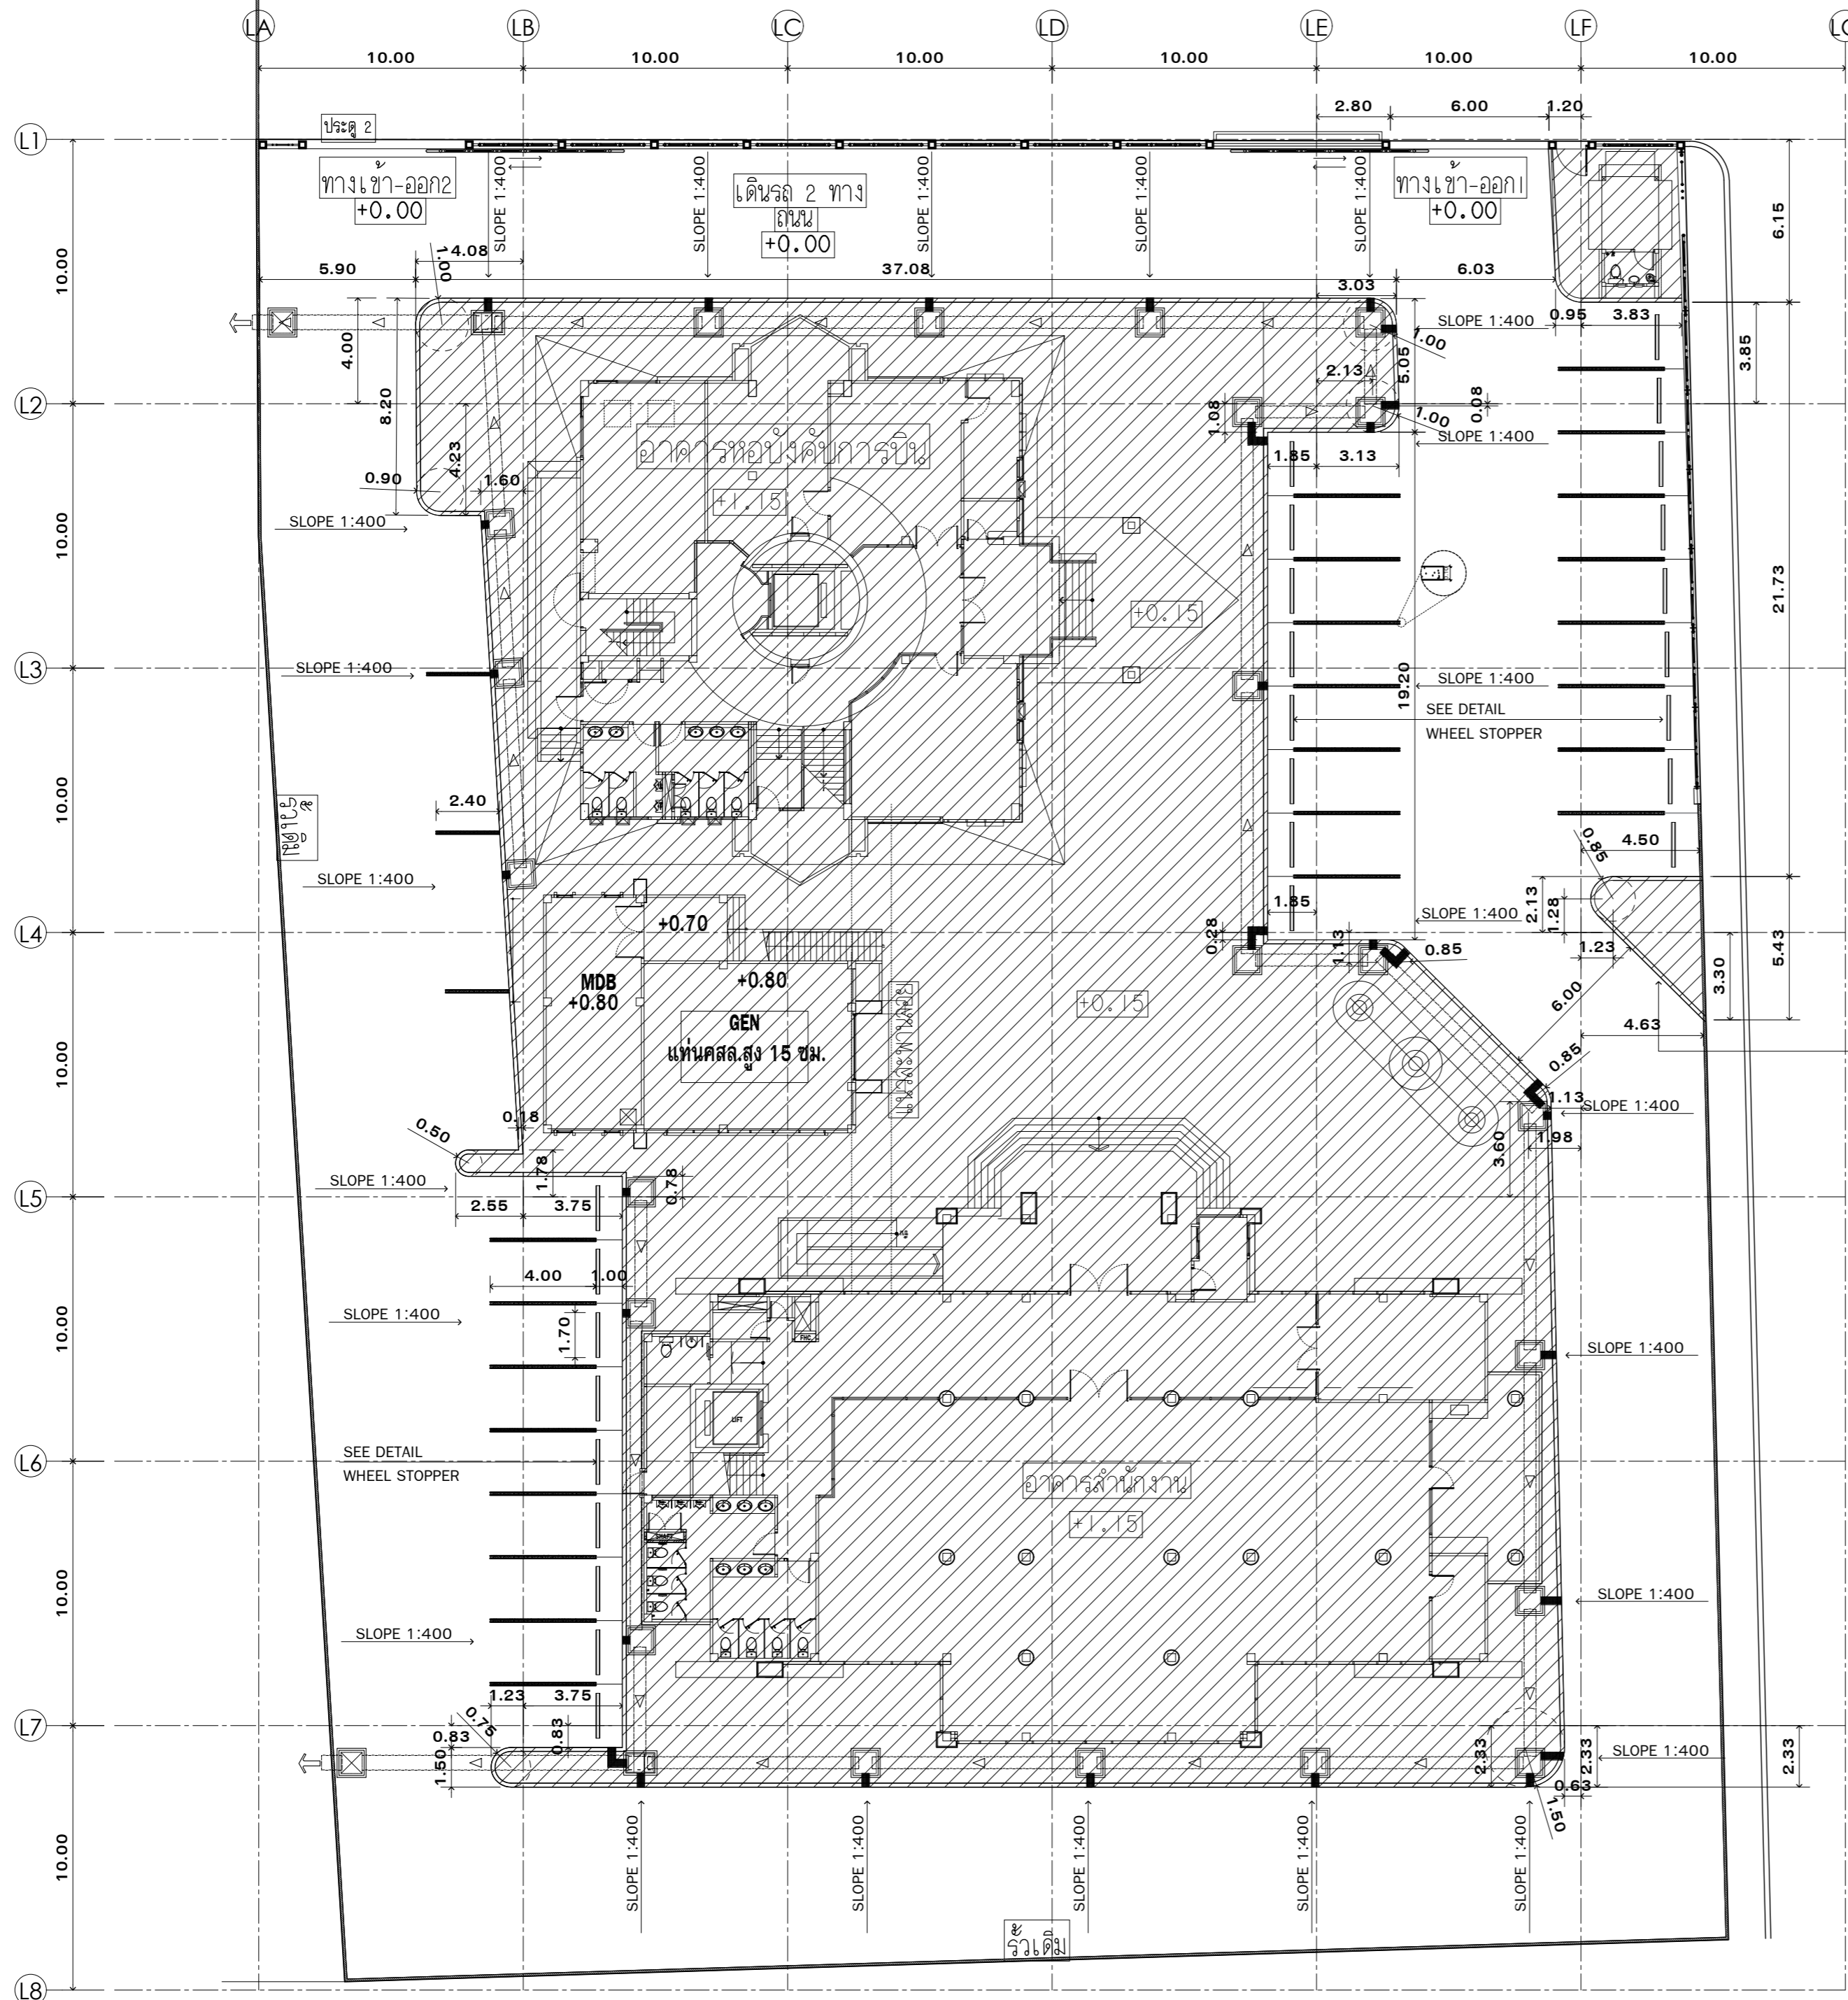 LA
LB
LC
LD
LE
LF
10.00 10.00 10.00 10.00 10.00 10.00
2.80 6.00 1.20
L1
ประตู 2
ทางเข้า-ออก2
+0.00
SLOPE 1:400
SLOPE 1:400
เดินรถ 2 ทาง
ถนน
+0.00
SLOPE 1:400
SLOPE 1:400
SLOPE 1:400
ทางเข้า-ออก1
+0.00
6.15
10.00
1.00
4.08
5.90
37.08
6.03
3.03
0.95
3.83
SLOPE 1:400
1.00
4.00
8.20
5.05
2.13
3.85
L2
1.08
0.08
1.00
SLOPE 1:400
อาคารหอบังคับการบิน
+1.15
4.23
0.90
1.60
1.85
3.13
SLOPE 1:400
10.00
+0.15
21.73
L3
SLOPE 1:400
19.20
SLOPE 1:400
SEE DETAIL
WHEEL STOPPER
10.00
รั้วเดิม
2.40
4.50
0.85
SLOPE 1:400
1.85
2.13
1.28
SLOPE 1:400
L4
+0.70
0.28
1.13
0.85
1.23
5.43
3.30
MDB
+0.80
+0.80
GEN
แท่นคสล.สูง 15 ซม.
+0.15
6.00
4.63
10.00
0.85
1.13
SLOPE 1:400
0.50
0.18
3.60
1.98
1.78
0.78
SLOPE 1:400
L5
2.55
3.75
4.00
1.00
10.00
SLOPE 1:400
1.70
FHC.
SLOPE 1:400
LIFT
SEE DETAIL
WHEEL STOPPER
L6
อาคารสำนักงาน
+1.15
SHAFT
10.00
SLOPE 1:400
SLOPE 1:400
1.23
3.75
L7
0.75
0.83
0.83
1.50
2.33
2.33
2.33
SLOPE 1:400
0.63
1.50
10.00
SLOPE 1:400
SLOPE 1:400
SLOPE 1:400
SLOPE 1:400
SLOPE 1:400
รั้วเดิม
L8